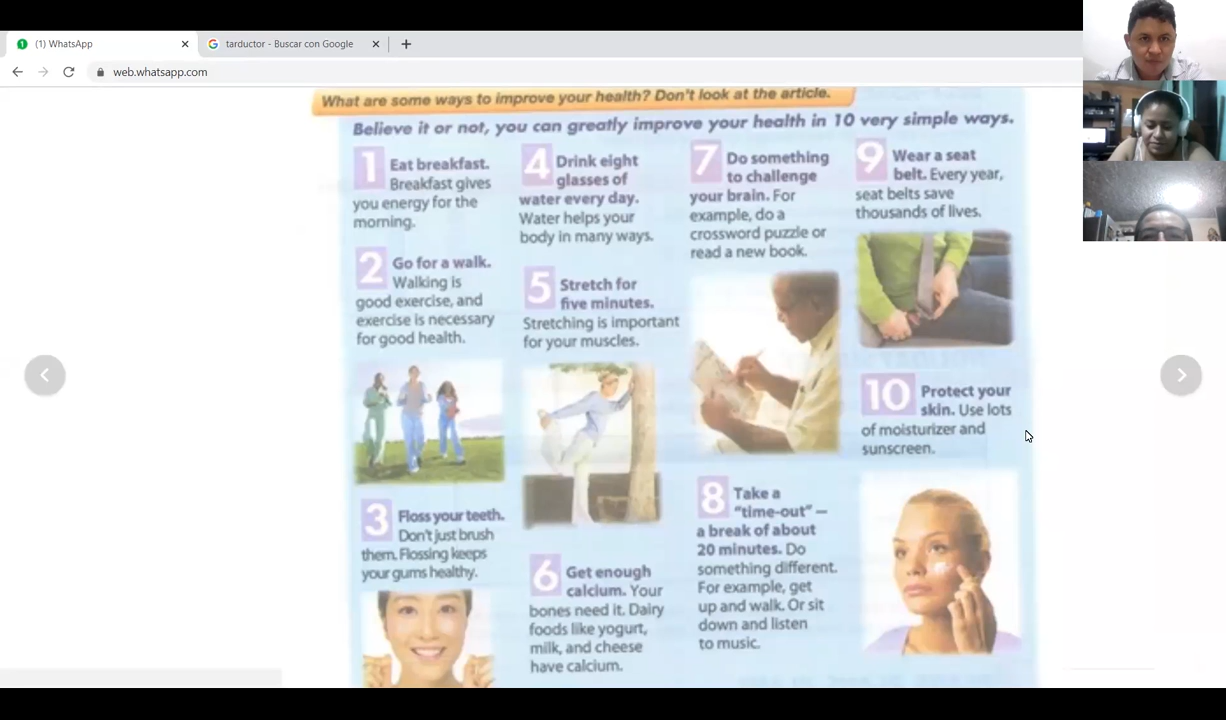 (1) WhatsApp
tarductor - Buscar con Google
web.whatsapp.com
What are some ways to improve your health? Don't look at the article.
Believe it or not, you can greatly improve your health in 10 very simple ways.
1 Eat breakfast.
Breakfast gives
you energy for the
morning.
2 Go for a walk.
Walking is
good exercise, and
exercise is necessary
for good health.
3 Floss your teeth.
Don't just brush
them. Flossing keeps
your gums healthy.
4 Drink eight
glasses of
water every day.
Water helps your
body in many ways.
5 Stretch for
five minutes.
Stretching is important
for your muscles.
6 Get enough
calcium. Your
bones need it. Dairy
foods like yogurt,
milk, and cheese
have calcium.
7 Do something
to challenge
your brain. For
example, do a
crossword puzzle or
read a new book.
8 Take a
"time-out" –
a break of about
20 minutes. Do
something different.
For example, get
up and walk. Or sit
down and listen
to music.
9 Wear a seat
belt. Every year,
seat belts save
thousands of lives.
10 Protect your
skin. Use lots
of moisturizer and
sunscreen.